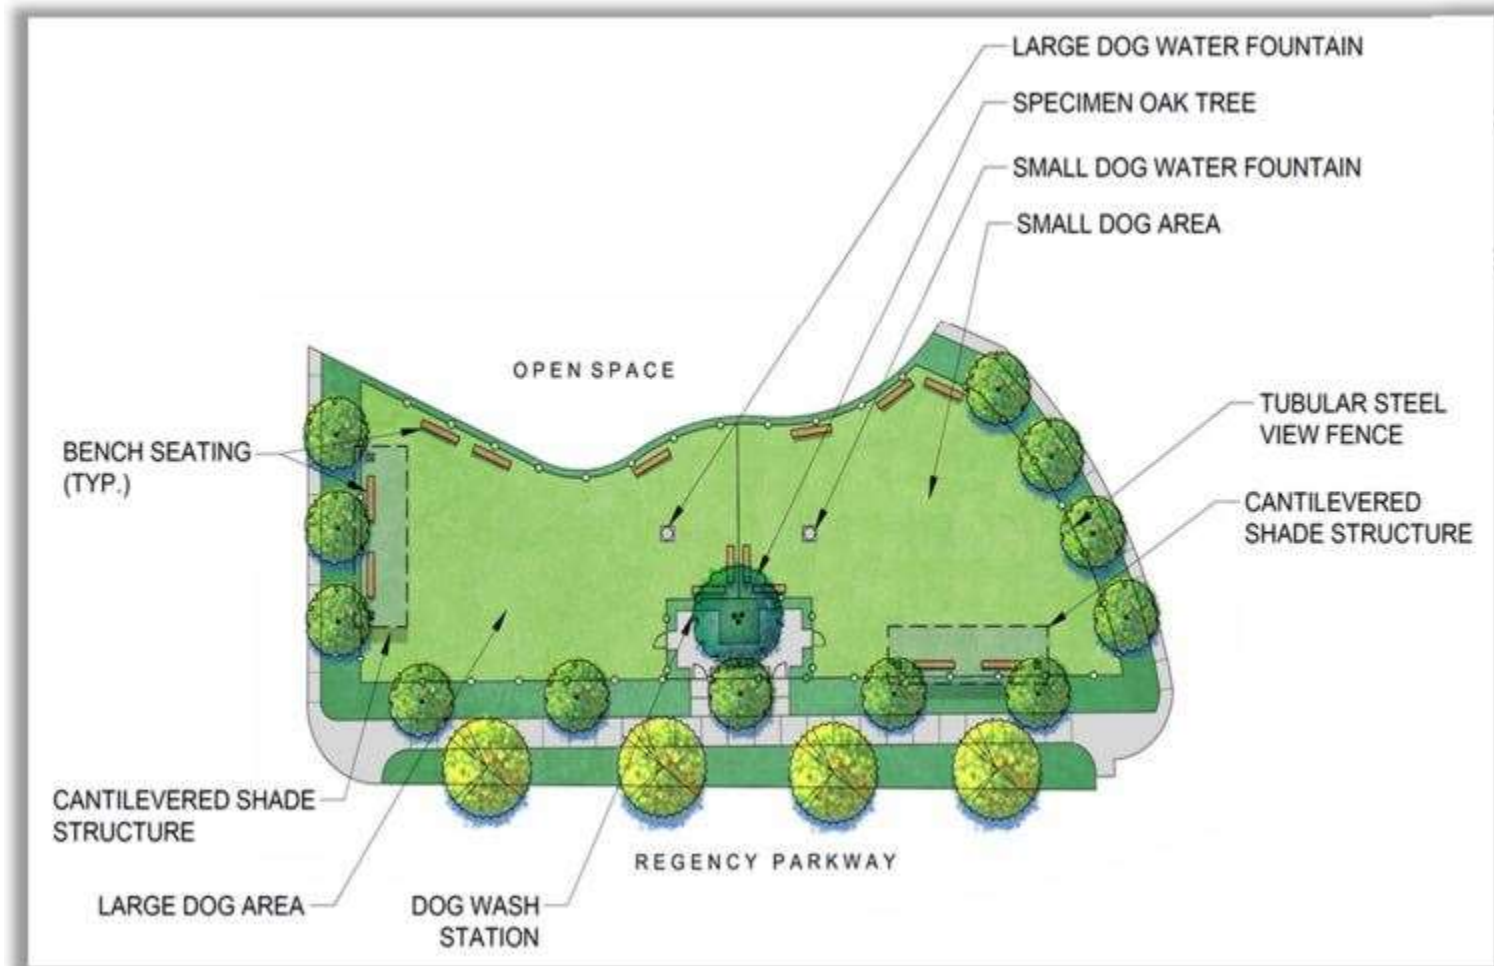 LARGE DOG WATER FOUNTAIN
SPECIMEN OAK TREE
SMALL DOG WATER FOUNTAIN
SMALL DOG AREA
OPEN SPACE
TUBULAR STEEL
VIEW FENCE
BENCH SEATING
(TYP.)
CANTILEVERED
SHADE STRUCTURE
CANTILEVERED SHADE
STRUCTURE
REGENCY PARKWAY
LARGE DOG AREA
DOG WASH
STATION